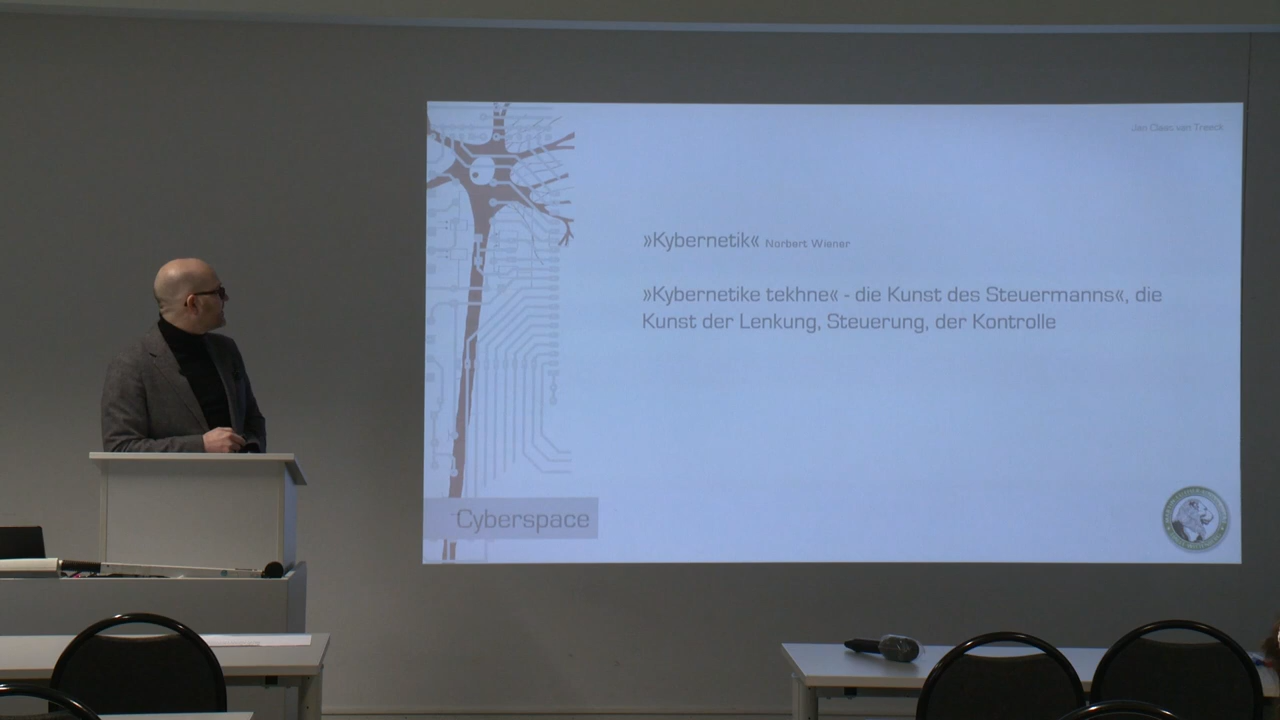 Jan Claas van Treeck
»Kybernetik« Norbert Wiener
»Kybernetike tekhne« - die Kunst des Steuermanns«, die
Kunst der Lenkung, Steuerung, der Kontrolle
Cyberspace